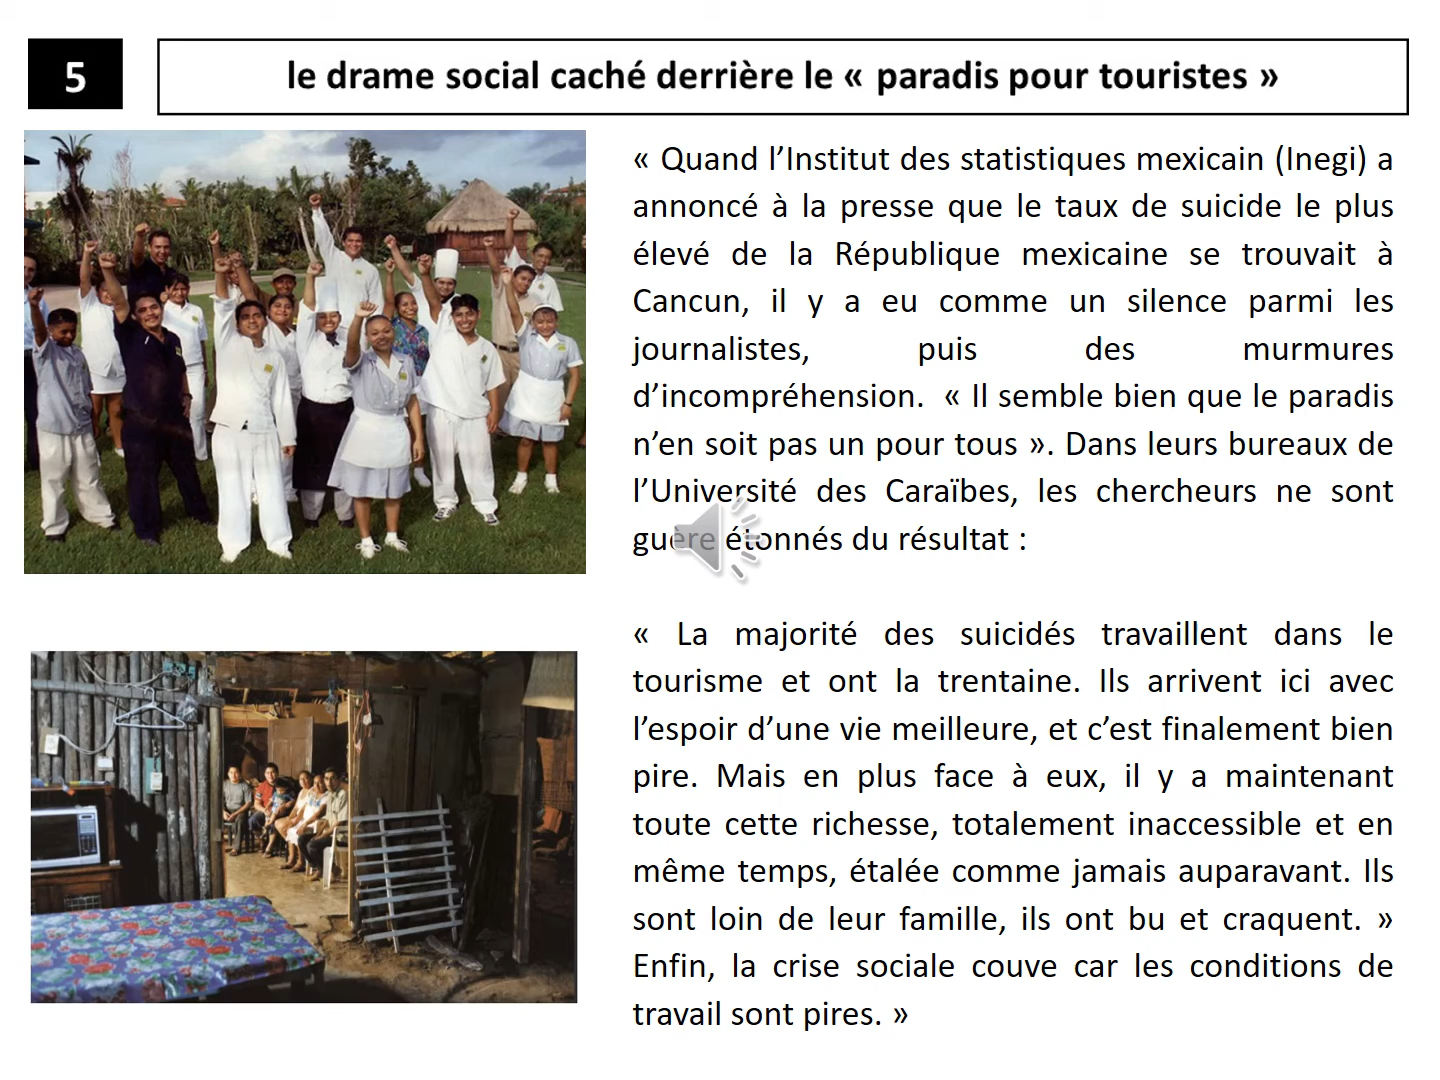 5
le drame social caché derrière le « paradis pour touristes »
« Quand l’Institut des statistiques mexicain (Inegi) a
annoncé à la presse que le taux de suicide le plus
élevé de la République mexicaine se trouvait à
Cancun, il y a eu comme un silence parmi les
journalistes, puis des murmures
d’incompréhension. « Il semble bien que le paradis
n’en soit pas un pour tous ». Dans leurs bureaux de
l’Université des Caraïbes, les chercheurs ne sont
guère étonnés du résultat :
« La majorité des suicidés travaillent dans le
tourisme et ont la trentaine. Ils arrivent ici avec
l’espoir d’une vie meilleure, et c’est finalement bien
pire. Mais en plus face à eux, il y a maintenant
toute cette richesse, totalement inaccessible et en
même temps, étalée comme jamais auparavant. Ils
sont loin de leur famille, ils ont bu et craquent. »
Enfin, la crise sociale couve car les conditions de
travail sont pires. »